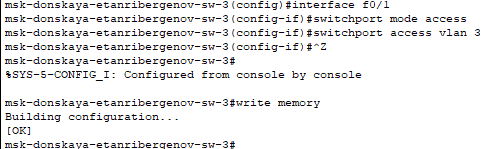 msk-donskaya-etanribergenov-sw-3(config)#interface f0/1
msk-donskaya-etanribergenov-sw-3(config-if)#switchport mode access
msk-donskaya-etanribergenov-sw-3(config-if)#switchport access vlan 3
msk-donskaya-etanribergenov-sw-3(config-if)#^Z
msk-donskaya-etanribergenov-sw-3#
%SYS-5-CONFIG_I: Configured from console by console
msk-donskaya-etanribergenov-sw-3#write memory
Building configuration...
[OK]
msk-donskaya-etanribergenov-sw-3#